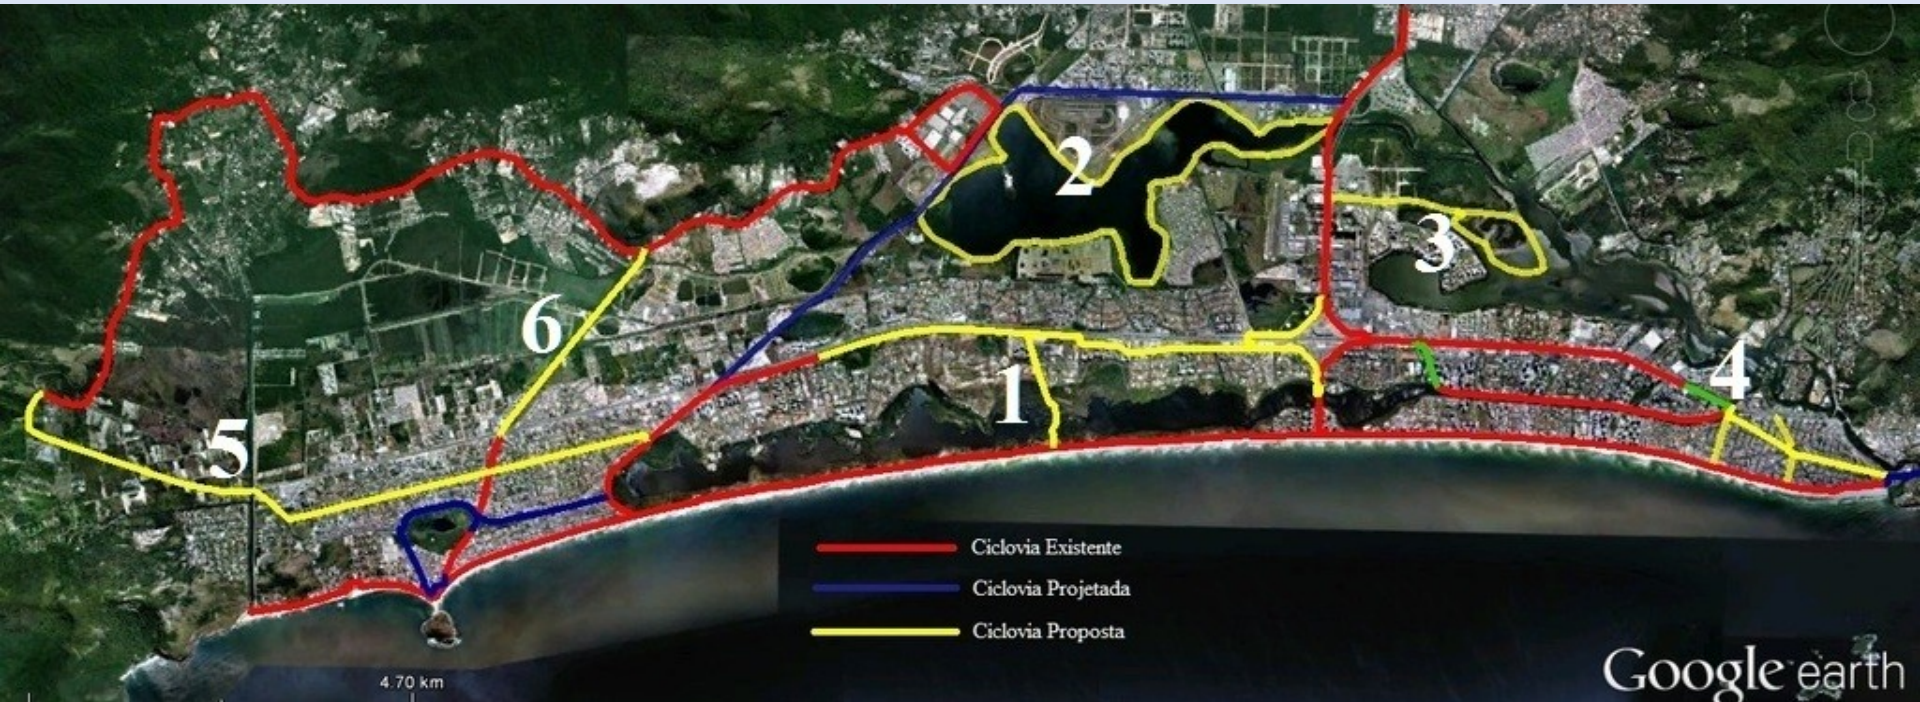 2
3
6
1
4
5
Ciclovia Existente
Ciclovia Projetada
Ciclovia Proposta
Google earth
4.70 km